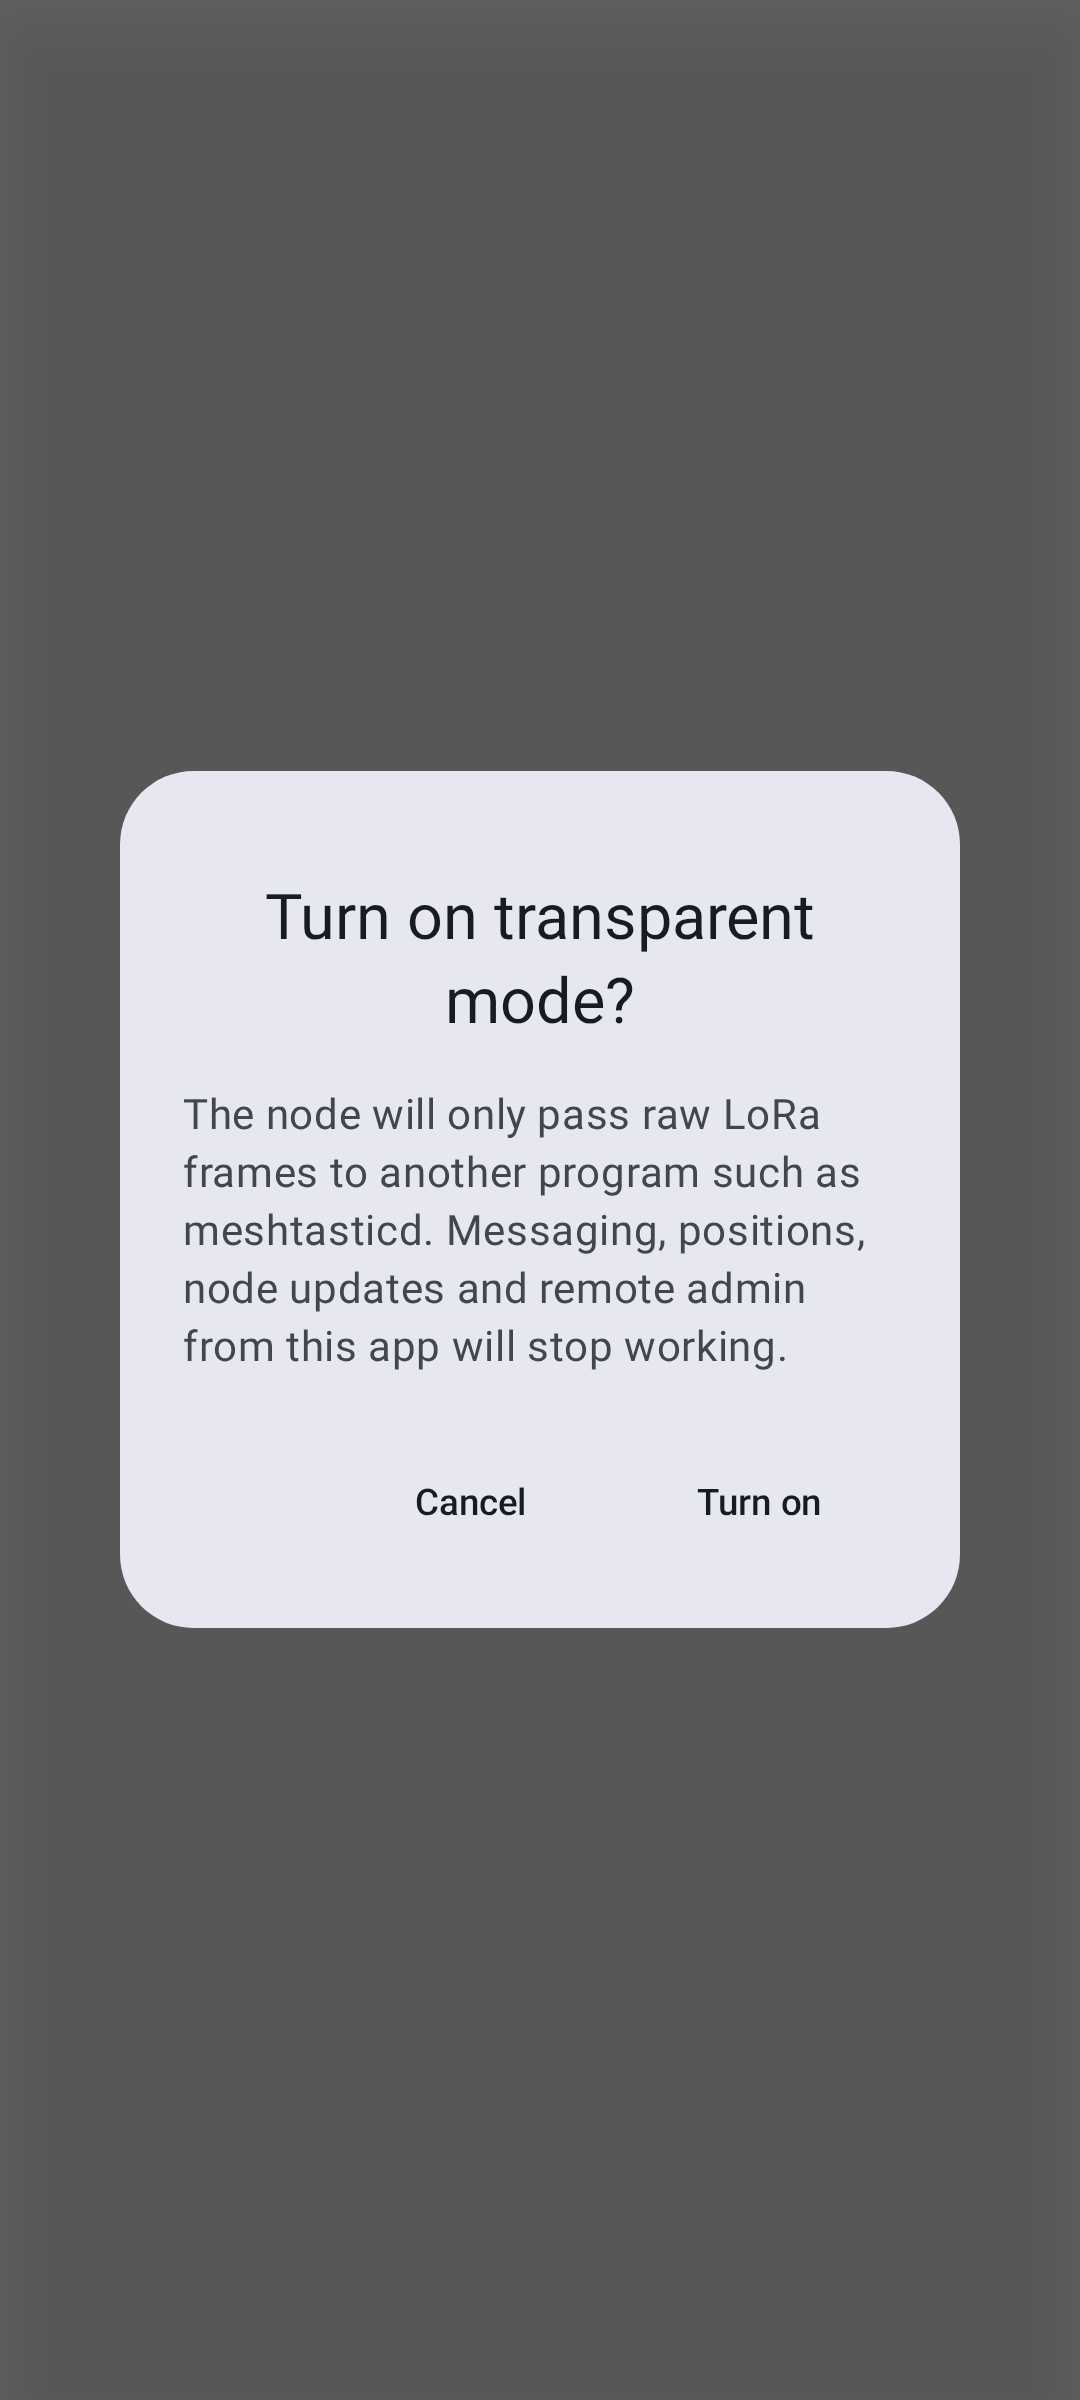 Turn on transparent
mode?
The node will only pass raw LoRa
frames to another program such as
meshtasticd. Messaging, positions,
node updates and remote admin
from this app will stop working.
Cancel Turn on